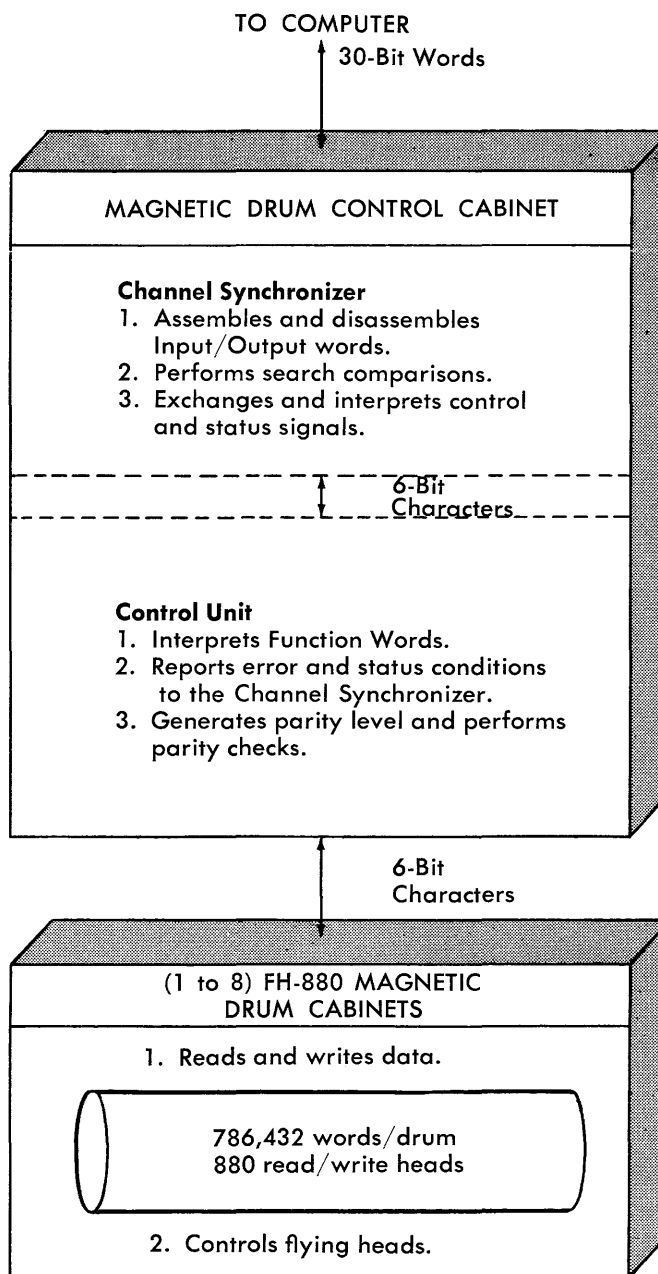 TO COMPUTER
30-Bit Words
MAGNETIC DRUM CONTROL CABINET
Channel Synchronizer
1. Assembles and disassembles
Input/Output words.
2. Performs search comparisons.
3. Exchanges and interprets control
and status signals.
6-Bit
Characters
Control Unit
1. Interprets Function Words.
2. Reports error and status conditions
to the Channel Synchronizer.
3. Generates parity level and performs
parity checks.
6-Bit
Characters
(1 to 8) FH-880 MAGNETIC
DRUM CABINETS
1. Reads and writes data.
786,432 words/drum
880 read/write heads
2. Controls flying heads.